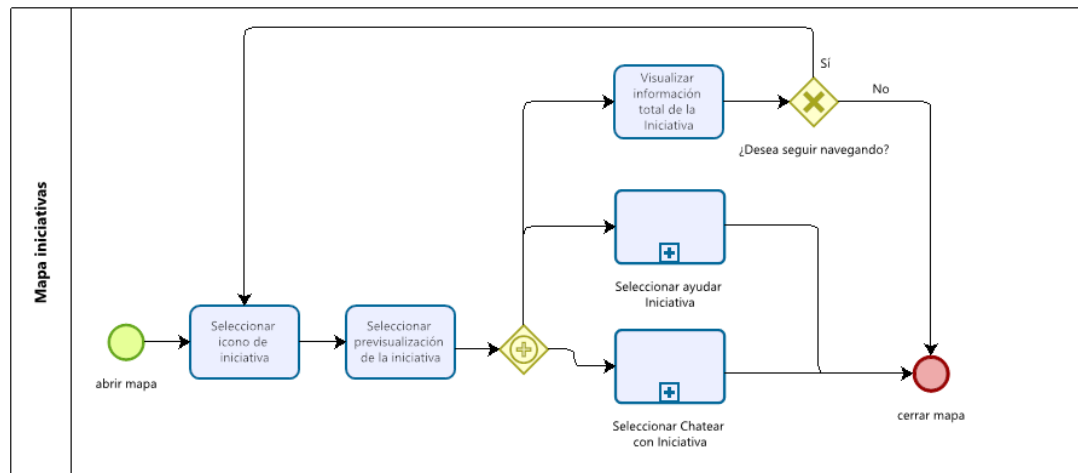 Mapa iniciativas
abrir mapa
Seleccionar
icono de
iniciativa
Seleccionar
previsualización
de la iniciativa
Visualizar
información
total de la
Iniciativa
Sí
No
¿Desea seguir navegando?
Seleccionar ayudar
Iniciativa
Seleccionar Chatear
con Iniciativa
cerrar mapa